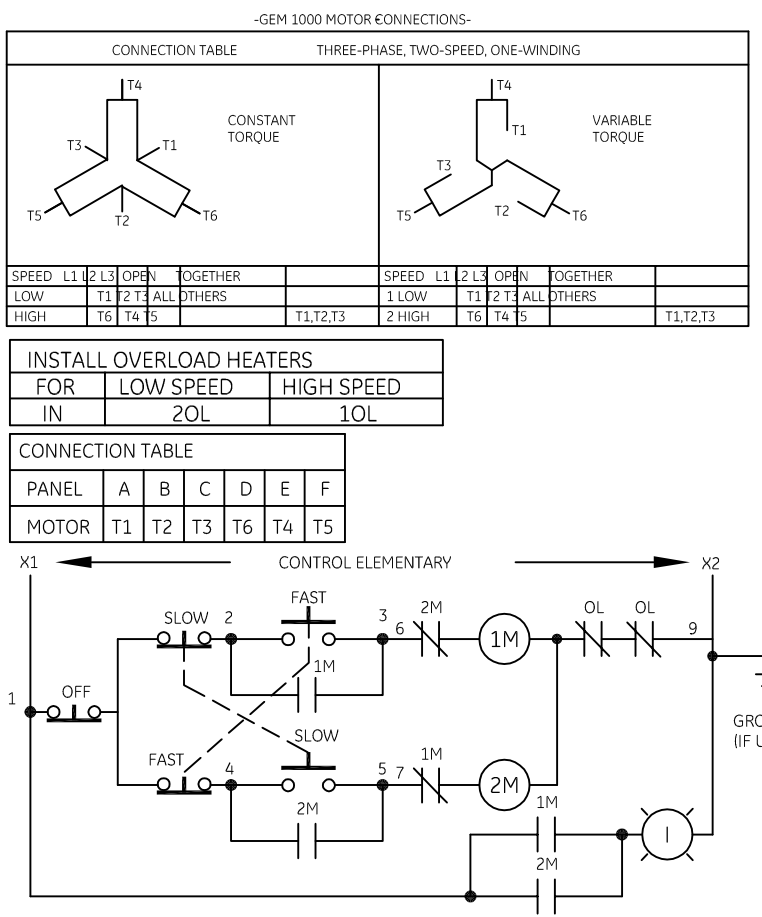 -GEM 1000 MOTOR CONNECTIONS-
CONNECTION TABLE THREE-PHASE, TWO-SPEED, ONE-WINDING
T4
CONSTANT
TORQUE
T3 T1
T5 T2 T6
T4
VARIABLE
TORQUE
T1
T3
T5 T2 T6
SPEED L1 L2 L3 OPEN TOGETHER
LOW T1 T2 T3 ALL OTHERS
HIGH T6 T4 T5 T1,T2,T3
SPEED L1 L2 L3 OPEN TOGETHER
1 LOW T1 T2 T3 ALL OTHERS
2 HIGH T6 T4 T5 T1,T2,T3
INSTALL OVERLOAD HEATERS
FOR LOW SPEED HIGH SPEED
IN 2OL 1OL
CONNECTION TABLE
PANEL A B C D E F
MOTOR T1 T2 T3 T6 T4 T5
X1 CONTROL ELEMENTARY X2
FAST
SLOW 2 3 6 2M 1M OL OL 9
1M
1 OFF
GRO
(IF U
SLOW
FAST 4 5 7 1M 2M
2M
1M
I
2M